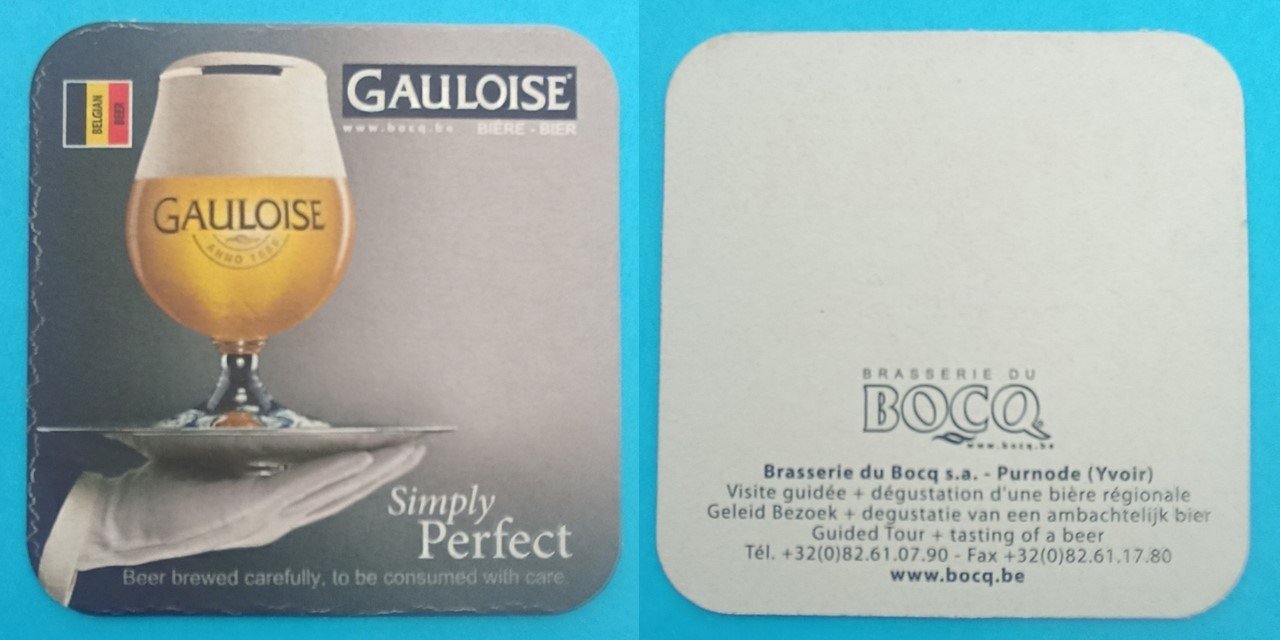 BELGIAN
BEER
GAULOISE
www.bocq.be BIÈRE - BIER
GAULOISE
ANNO
Simply
Perfect
Beer brewed carefully, to be consumed with care.
BRASSERIE DU
BOCQ
www.bocq.be
Brasserie du Bocq s.a. - Purnode (Yvoir)
Visite guidée + dégustation d'une bière régionale
Geleid Bezoek + degustatie van een ambachtelijk bier
Guided Tour + tasting of a beer
Tél. +32(0)82.61.07.90 - Fax +32(0)82.61.17.80
www.bocq.be